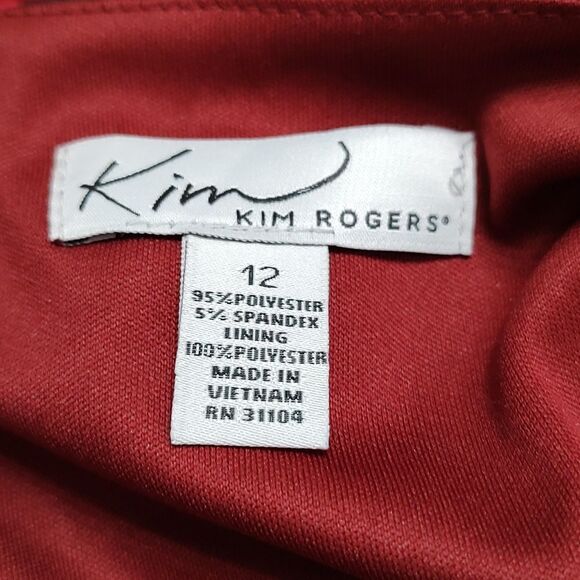 Kim
KIM ROGERS®
12
95%POLYESTER
5% SPANDEX
LINING
100%POLYESTER
MADE IN
VIETNAM
RN 31104